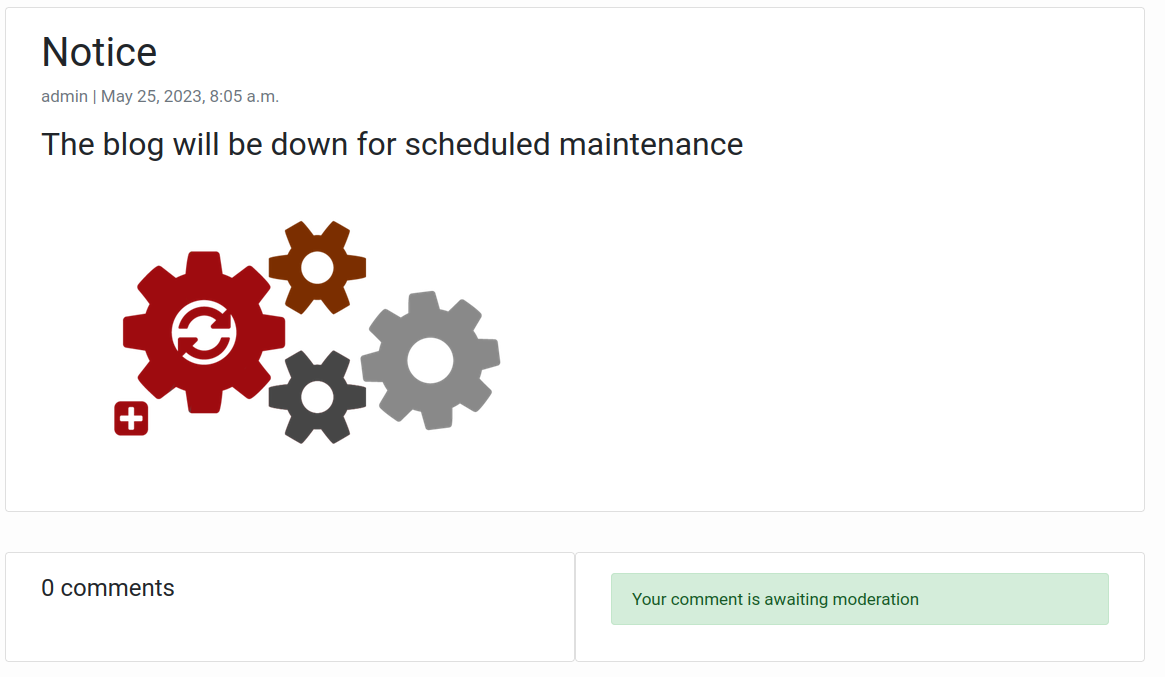 Notice
admin | May 25, 2023, 8:05 a.m.
The blog will be down for scheduled maintenance
0 comments
Your comment is awaiting moderation